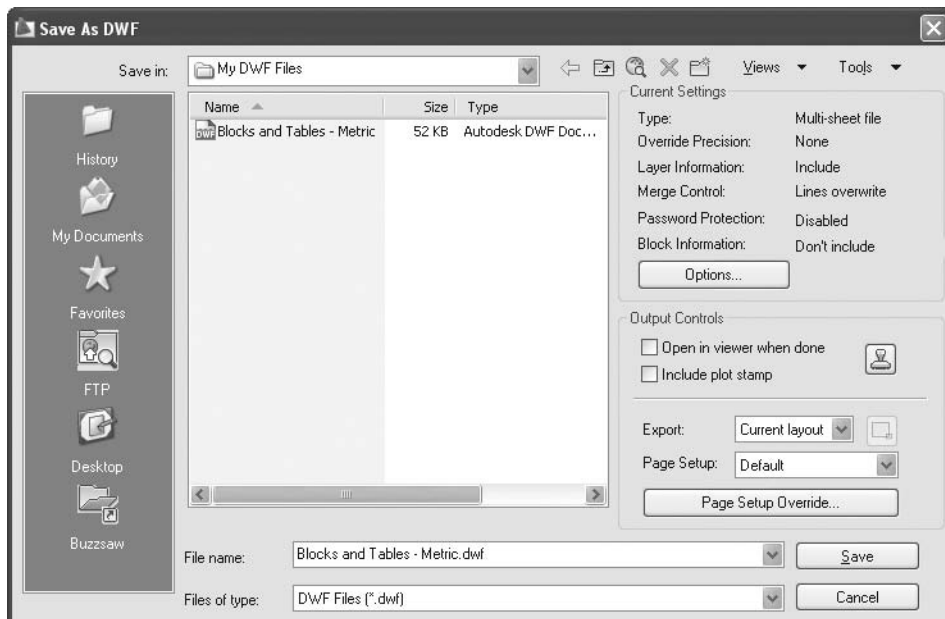 Save As DWF
Save in:
My DWF Files
Views
Tools
History
My Documents
Favorites
FTP
Desktop
Buzzsaw
Name Size Type
DWF Blocks and Tables - Metric 52 KB Autodesk DWF Doc...
Current Settings
Type: Multi-sheet file
Override Precision: None
Layer Information: Include
Merge Control: Lines overwrite
Password Protection: Disabled
Block Information: Don't include
Options...
Output Controls
Open in viewer when done
Include plot stamp
Export: Current layout
Page Setup: Default
Page Setup Override...
File name: Blocks and Tables - Metric.dwf
Save
Files of type: DWF Files (*.dwf)
Cancel